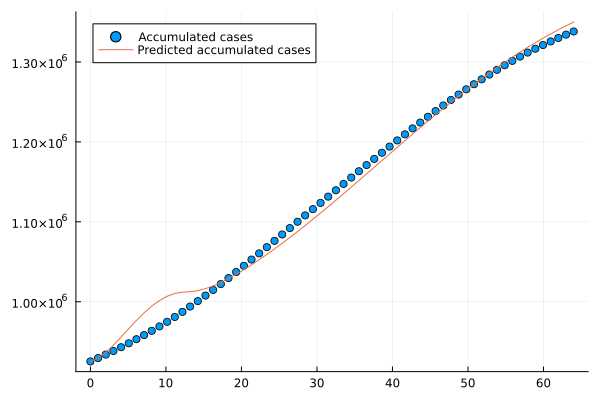 Accumulated cases
Predicted accumulated cases
1.30×10⁶
1.20×10⁶
1.10×10⁶
1.00×10⁶
0 10 20 30 40 50 60